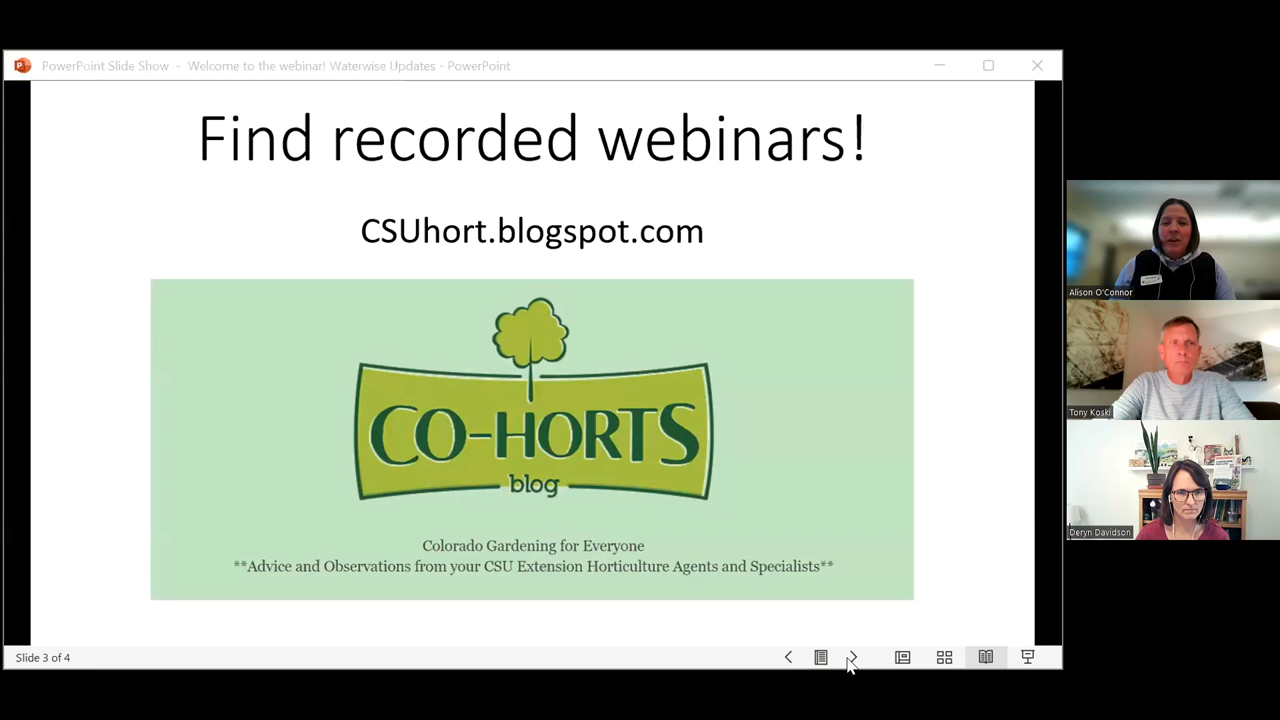 PowerPoint Slide Show - Welcome to the webinar! Waterwise Updates - PowerPoint
Find recorded webinars!
CSUhort.blogspot.com
CO-HORTS
blog
Colorado Gardening for Everyone
**Advice and Observations from your CSU Extension Horticulture Agents and Specialists**
Slide 3 of 4
Alison O'Connor
Tony Koski
Deryn Davidson